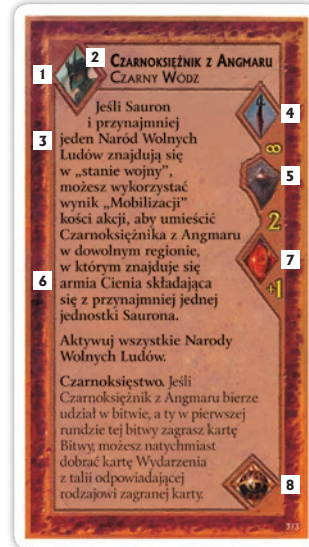 2
CZARNOKSIĘŻNIK Z ANGMARU
1
CZARNY WÓDZ
Jeśli Sauron
i przynajmniej
3
jeden Naród Wolnych
Ludów znajdują się
w „stanie wojny”,
możesz wykorzystać
wynik „Mobilizacji”
kości akcji, aby umieścić
Czarnoksiężnika z Angmaru
w dowolnym regionie,
w którym znajduje się
6
armia Cienia składająca
się z przynajmniej jednej
jednostki Saurona.
4
∞
5
2
7
+1
Aktywuj wszystkie Narody
Wolnych Ludów.
Czarnoksięstwo. Jeśli
Czarnoksiężnik z Angmaru bierze
udział w bitwie, a ty w pierwszej
rundzie tej bitwy zagrasz kartę
Bitwy, możesz natychmiast
dobrać kartę Wydarzenia
z talii odpowiadającej
rodzajowi zagranej karty.
8
3/3